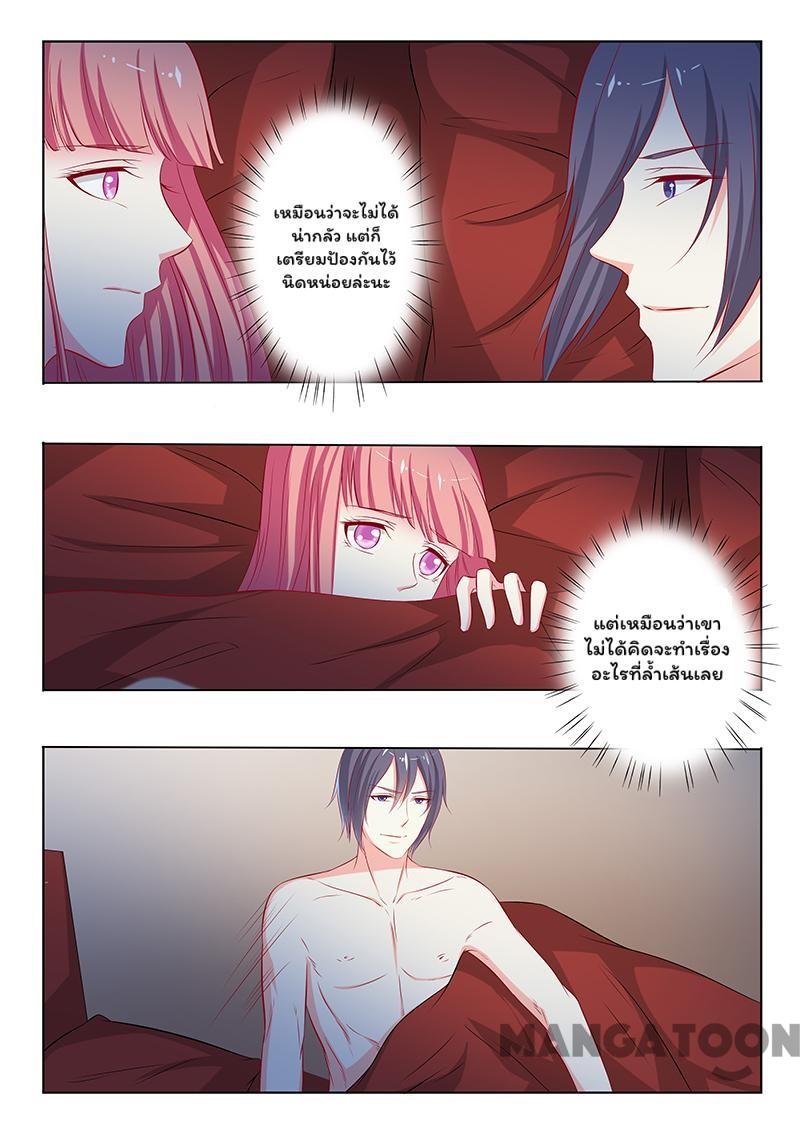 เหมือนว่าจะไม่ได้
น่ากลัว แต่ก็
เตรียมป้องกันไว้
นิดหน่อยล่ะนะ
แต่เหมือนว่าเขา
ไม่ได้คิดจะทำเรื่อง
อะไรที่ล้ำเส้นเลย
MANGATOON